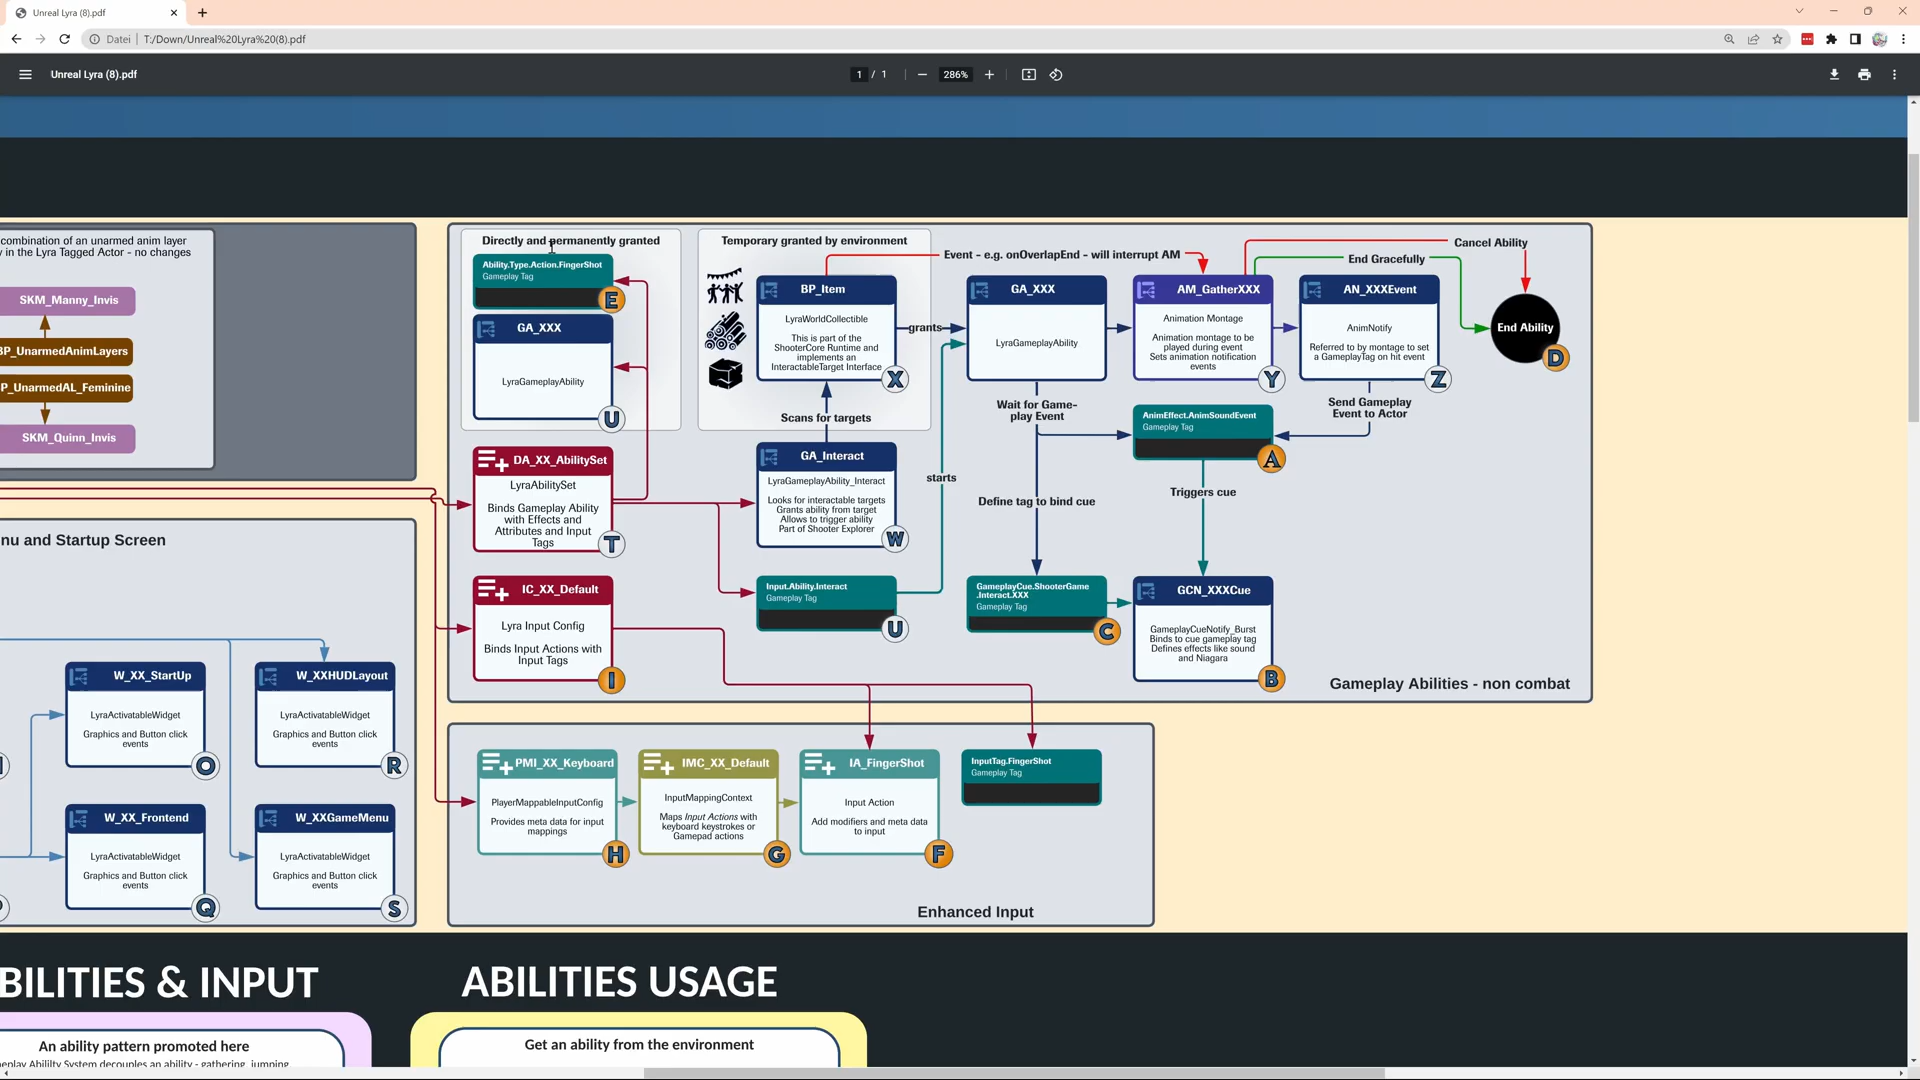 Unreal Lyra (8).pdf
Datei
T:/Down/Unreal%20Lyra%20(8).pdf
Unreal Lyra (8).pdf
1 / 1
286%
combination of an unarmed anim layer
y in the Lyra Tagged Actor - no changes
SKM_Manny_Invis
BP_UnarmedAnimLayers
P_UnarmedAL_Feminine
SKM_Quinn_Invis
nu and Startup Screen
W_XX_StartUp
LyraActivatableWidget
Graphics and Button click
events
O
W_XXHUDLayout
LyraActivatableWidget
Graphics and Button click
events
R
W_XX_Frontend
LyraActivatableWidget
Graphics and Button click
events
Q
W_XXGameMenu
LyraActivatableWidget
Graphics and Button click
events
S
Directly and permanently granted
Ability.Type.Action.FingerShot
Gameplay Tag
E
GA_XXX
LyraGameplayAbility
U
DA_XX_AbilitySet
LyraAbilitySet
Binds Gameplay Ability
with Effects and
Attributes and Input
Tags
T
IC_XX_Default
Lyra Input Config
Binds Input Actions with
Input Tags
I
Temporary granted by environment
BP_Item
LyraWorldCollectible
This is part of the
ShooterCore Runtime and
implements an
InteractableTarget Interface
X
Scans for targets
GA_Interact
LyraGameplayAbility_Interact
Looks for interactable targets
Grants ability from target
Allows to trigger ability
Part of Shooter Explorer
W
Input.Ability.Interact
Gameplay Tag
U
Event - e.g. onOverlapEnd - will interrupt AM
grants
starts
GA_XXX
LyraGameplayAbility
Wait for Game-
play Event
Define tag to bind cue
GameplayCue.ShooterGame
.Interact.XXX
Gameplay Tag
C
AM_GatherXXX
Animation Montage
Animation montage to be
played during event
Sets animation notification
events
Y
AnimEffect.AnimSoundEvent
Gameplay Tag
A
Triggers cue
GCN_XXXCue
GameplayCueNotify_Burst
Binds to cue gameplay tag
Defines effects like sound
and Niagara
B
AN_XXXEvent
AnimNotify
Referred to by montage to set
a GameplayTag on hit event
Z
Send Gameplay
Event to Actor
Cancel Ability
End Gracefully
End Ability
D
Gameplay Abilities - non combat
PMI_XX_Keyboard
PlayerMappableInputConfig
Provides meta data for input
mappings
H
IMC_XX_Default
InputMappingContext
Maps Input Actions with
keyboard keystrokes or
Gamepad actions
G
IA_FingerShot
Input Action
Add modifiers and meta data
to input
F
InputTag.FingerShot
Gameplay Tag
Enhanced Input
BILITIES & INPUT
ABILITIES USAGE
An ability pattern promoted here
eplay Ability System decouples an ability - gathering, jumping
Get an ability from the environment